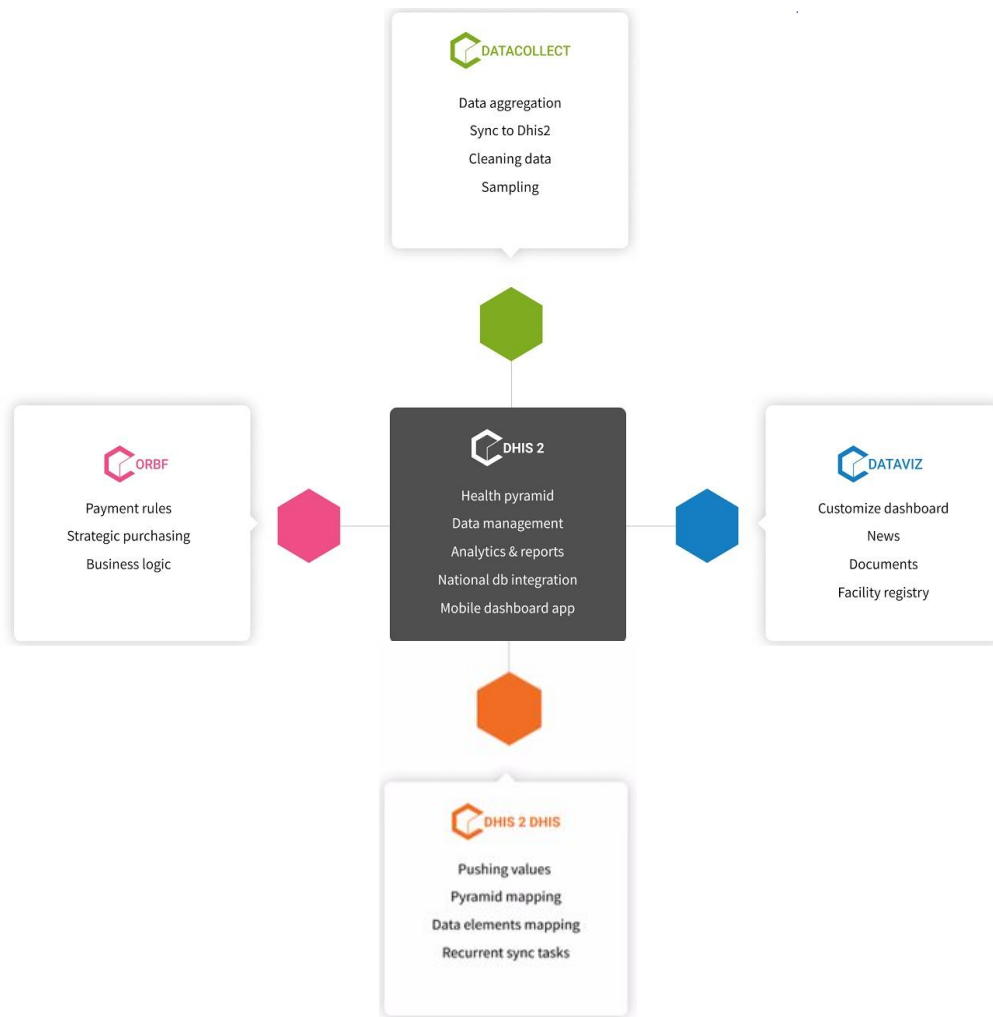 DATACOLLECT
Data aggregation
Sync to Dhis2
Cleaning data
Sampling
ORBF
Payment rules
Strategic purchasing
Business logic
DHIS 2
Health pyramid
Data management
Analytics & reports
National db integration
Mobile dashboard app
DATAVIZ
Customize dashboard
News
Documents
Facility registry
DHIS 2 DHIS
Pushing values
Pyramid mapping
Data elements mapping
Recurrent sync tasks